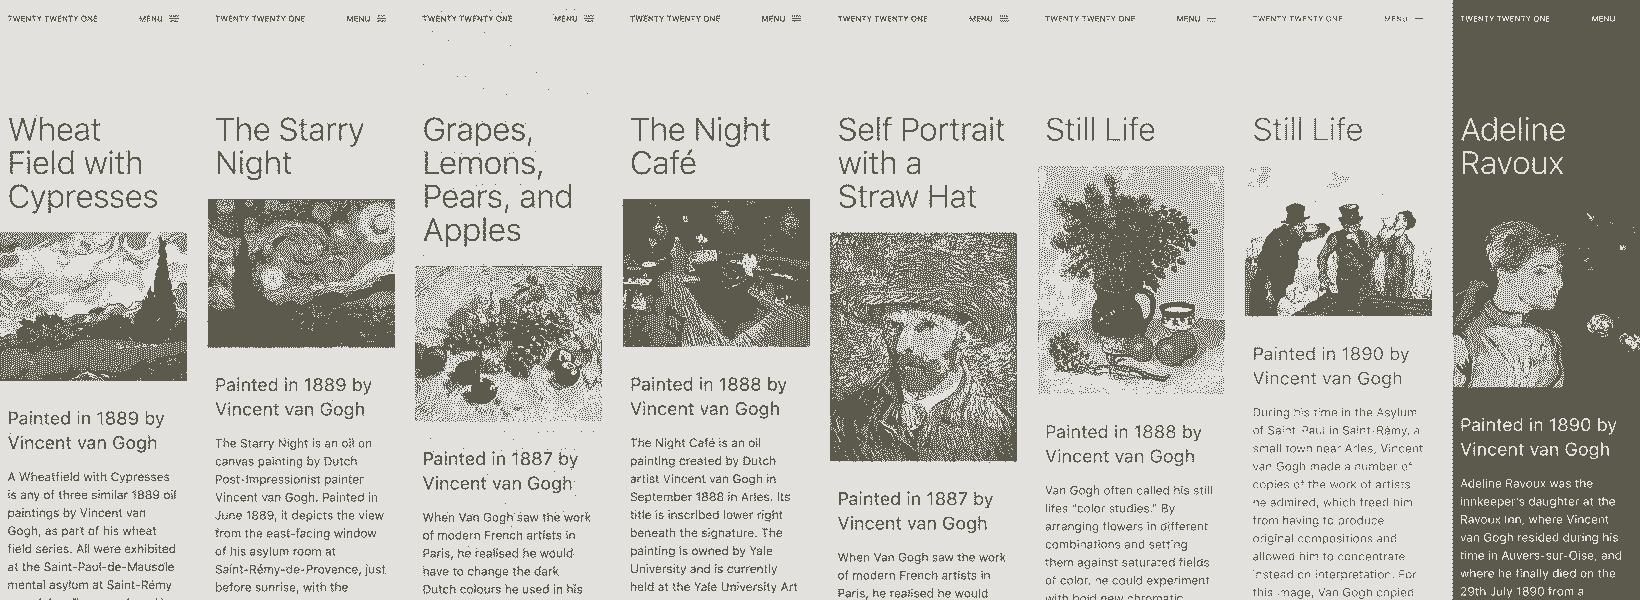 TWENTY TWENTY ONE
MENU
Wheat
Field with
Cypresses
Painted in 1889 by
Vincent van Gogh
A Wheatfield with Cypresses
is any of three similar 1889 oil
paintings by Vincent van
Gogh, as part of his wheat
field series. All were exhibited
at the Saint-Paul-de-Mausole
mental asylum at Saint-Rémy
TWENTY TWENTY ONE
MENU
The Starry
Night
Painted in 1889 by
Vincent van Gogh
The Starry Night is an oil on
canvas painting by Dutch
Post-Impressionist painter
Vincent van Gogh. Painted in
June 1889, it depicts the view
from the east-facing window
of his asylum room at
Saint-Rémy-de-Provence, just
before sunrise, with the
TWENTY TWENTY ONE
MENU
Grapes,
Lemons,
Pears, and
Apples
Painted in 1887 by
Vincent van Gogh
When Van Gogh saw the work
of modern French artists in
Paris, he realised he would
have to change the dark
Dutch colours he used in his
TWENTY TWENTY ONE
MENU
The Night
Café
Painted in 1888 by
Vincent van Gogh
The Night Café is an oil
painting created by Dutch
artist Vincent van Gogh in
September 1888 in Arles. Its
title is inscribed lower right
beneath the signature. The
painting is owned by Yale
University and is currently
held at the Yale University Art
TWENTY TWENTY ONE
MENU
Self Portrait
with a
Straw Hat
Painted in 1887 by
Vincent van Gogh
When Van Gogh saw the work
of modern French artists in
Paris, he realised he would
TWENTY TWENTY ONE
MENU
Still Life
Painted in 1888 by
Vincent van Gogh
Van Gogh often called his still
lifes “color studies.” By
arranging flowers in different
combinations and setting
them against saturated fields
of color, he could experiment
with bold new chromatic
TWENTY TWENTY ONE
MENU
Still Life
Painted in 1890 by
Vincent van Gogh
During his time in the Asylum
of Saint-Paul in Saint-Rémy, a
small town near Arles, Vincent
van Gogh made a number of
copies of the work of artists
he admired, which freed him
from having to produce
original compositions and
allowed him to concentrate
instead on interpretation. For
this image, Van Gogh copied
TWENTY TWENTY ONE
MENU
Adeline
Ravoux
Painted in 1890 by
Vincent van Gogh
Adeline Ravoux was the
innkeeper's daughter at the
Ravoux Inn, where Vincent
van Gogh resided during his
time in Auvers-sur-Oise, and
where he finally died on the
29th July 1890 from a